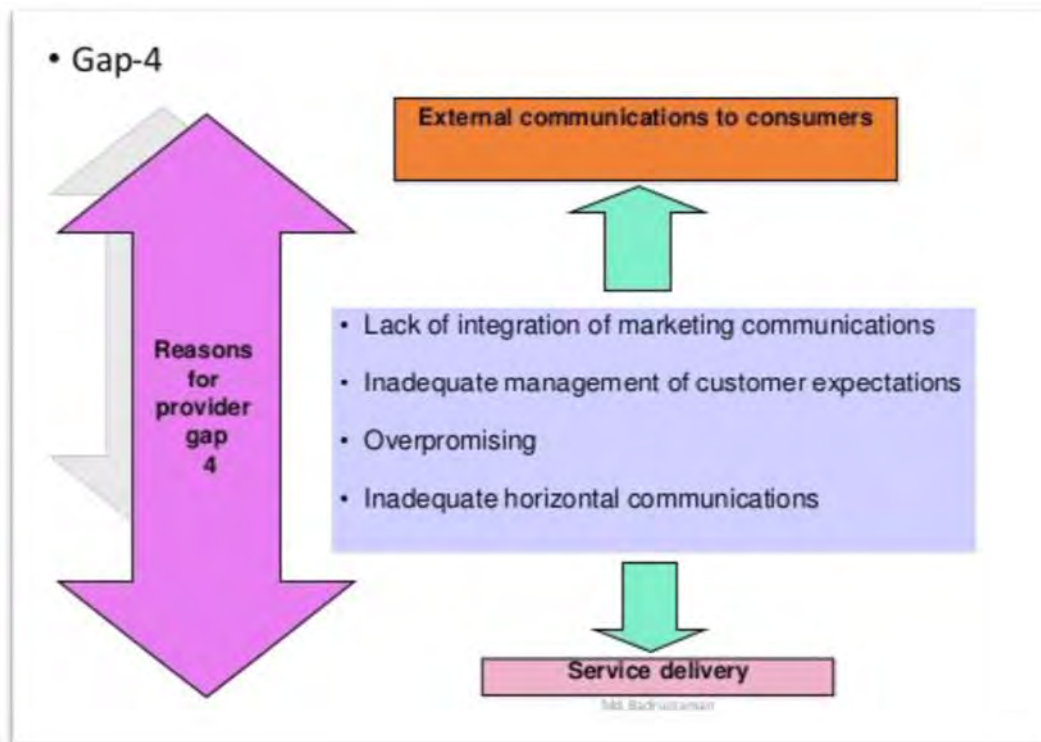 • Gap-4
External communications to consumers
Reasons
for
provider
gap
4
• Lack of integration of marketing communications
• Inadequate management of customer expectations
• Overpromising
• Inadequate horizontal communications
Service delivery
Md.